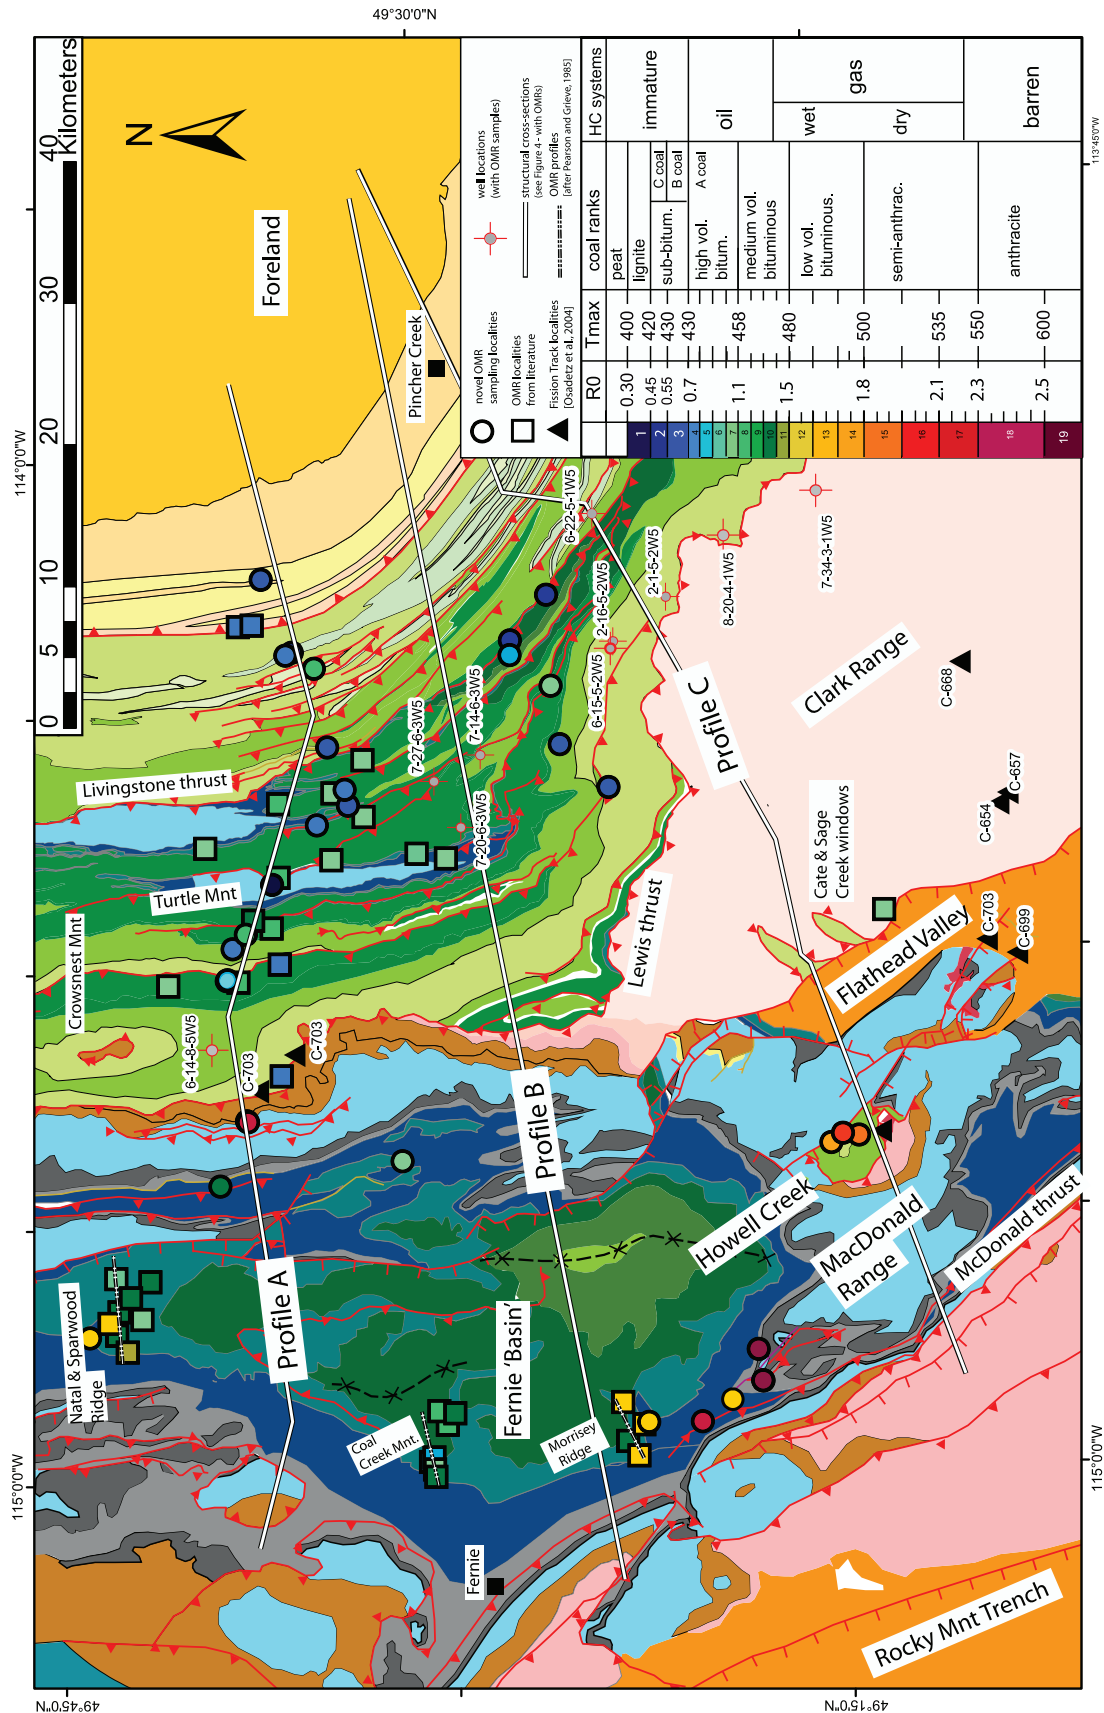 49°30'0"N
0
5
10
20
30
40
Kilometers
N
Foreland
Pincher Creek
114°0'0"W
113°45'0"W
115°0'0"W
115°0'0"W
49°45'0"N
49°15'0"N
novel OMR
sampling localities
OMR localities
from literature
Fission Track localities
[Osadetz et al., 2004]
well locations
(with OMR samples)
structural cross-sections
(see Figure 4 - with OMRs)
OMR profiles
[after Pearson and Grieve, 1985]
R0
Tmax
coal ranks
HC systems
0.30
0.45
0.55
0.7
1.1
1.5
1.8
2.1
2.3
2.5
400
420
430
430
458
480
500
535
550
600
peat
lignite
sub-bitum.
C coal
B coal
high vol.
bitum.
A coal
medium vol.
bituminous
low vol.
bituminous.
semi-anthrac.
anthracite
immature
oil
wet
dry
gas
barren
1
2
3
4
5
6
7
8
9
10
11
12
13
14
15
16
17
18
19
Livingstone thrust
Turtle Mnt
Crowsnest Mnt
6-14-8-5W5
C-703
C-703
7-27-6-3W5
7-14-6-3W5
7-20-6-3W5
6-22-5-1W5
2-16-5-2W5
6-15-5-2W5
2-1-5-2W5
8-20-4-1W5
7-34-3-1W5
Profile A
Profile B
Profile C
Clark Range
C-668
C-657
C-654
Cate & Sage
Creek windows
Lewis thrust
Flathead Valley
C-703
C-699
Howell Creek
MacDonald
Range
McDonald thrust
Natal & Sparwood
Ridge
Coal
Creek Mnt.
Fernie 'Basin'
Morrisey
Ridge
Fernie
Rocky Mnt Trench